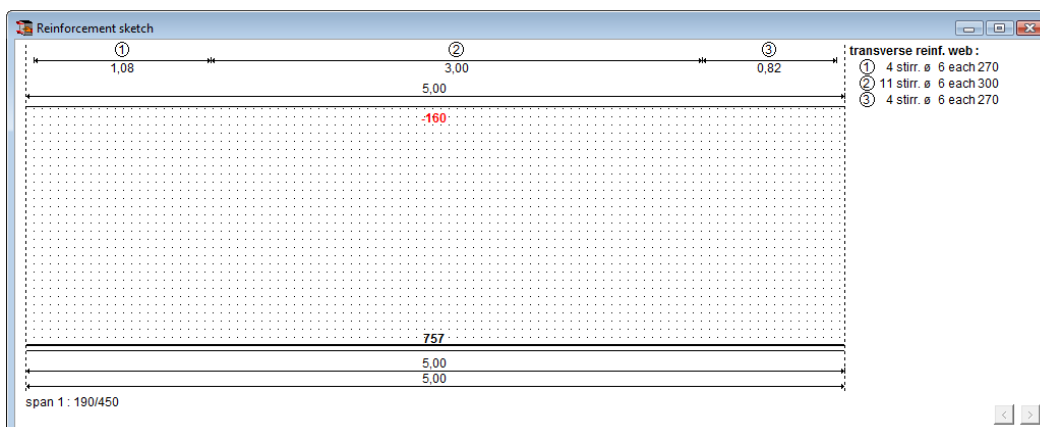 Reinforcement sketch
① ② ③
1,08 3,00 0,82
5,00
-160
757
5,00
5,00
span 1 : 190/450
transverse reinf. web :
① 4 stirr. ø 6 each 270
② 11 stirr. ø 6 each 300
③ 4 stirr. ø 6 each 270